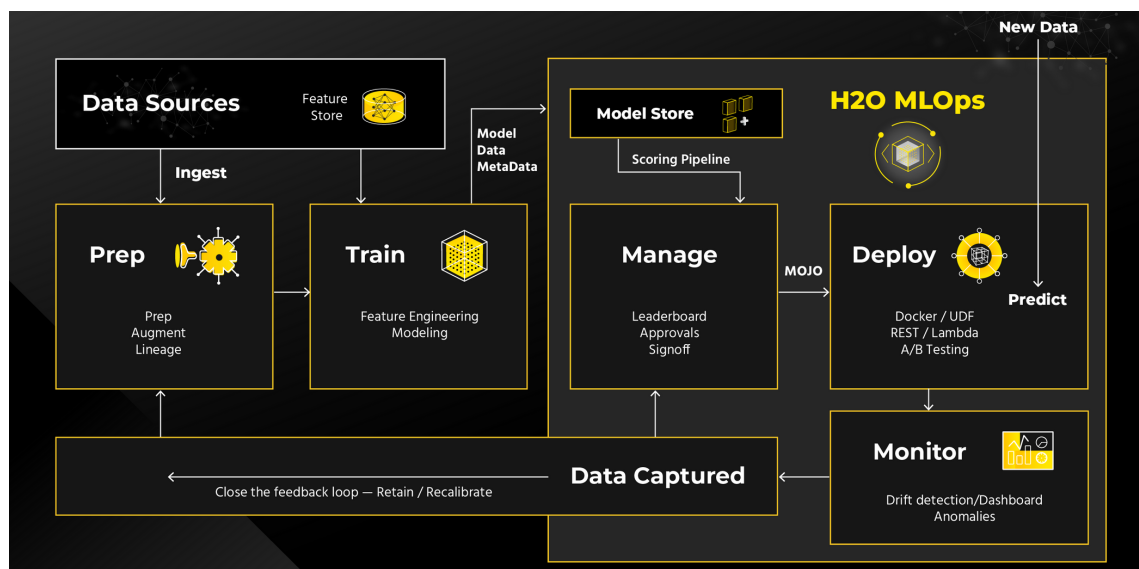 New Data
Data Sources
Feature
Store
Ingest
Model
Data
MetaData
H2O MLOps
Model Store
Scoring Pipeline
Prep
Prep
Augment
Lineage
Train
Feature Engineering
Modeling
Manage
Leaderboard
Approvals
Signoff
MOJO
Deploy
Predict
Docker / UDF
REST / Lambda
A/B Testing
Monitor
Drift detection/Dashboard
Anomalies
Data Captured
Close the feedback loop — Retain / Recalibrate